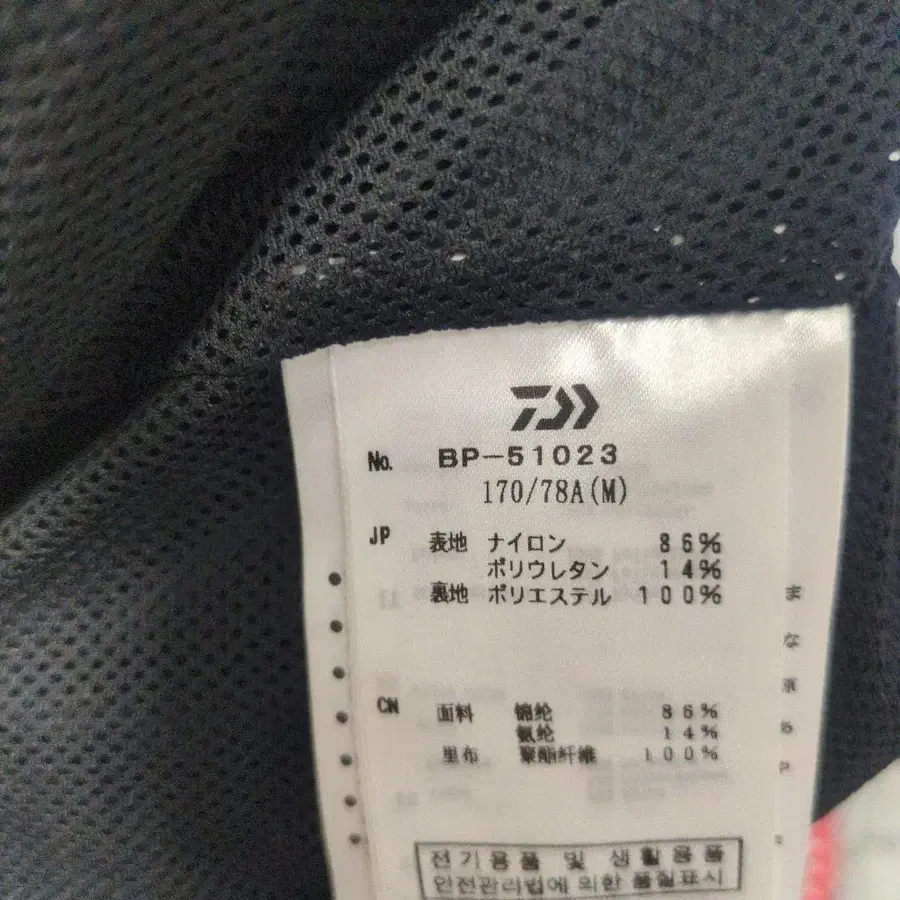 No. BP-51023
170/78A(M)
JP 表地 ナイロン 86%
ポリウレタン 14%
裏地 ポリエステル 100%
CN 面料 锦纶 86%
氨纶 14%
里布 聚酯纤维 100%
전기용품 및 생활용품
안전관리법에 의한 품질표시